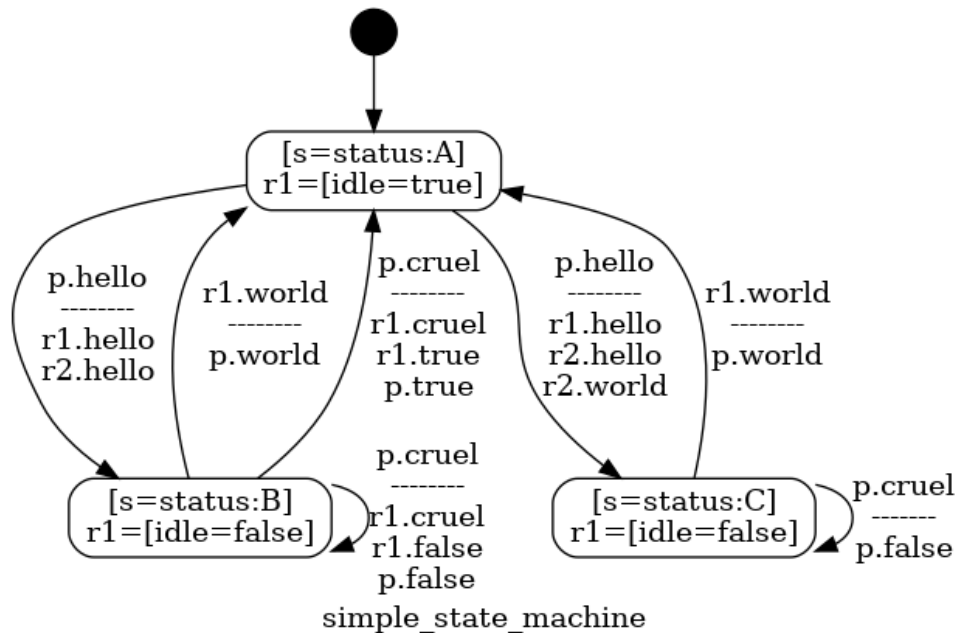 [s=status:A]
r1=[idle=true]
p.hello
--------
r1.hello
r2.hello
r1.world
--------
p.world
p.cruel
--------
r1.cruel
r1.true
p.true
p.hello
--------
r1.hello
r2.hello
r2.world
r1.world
--------
p.world
[s=status:B]
r1=[idle=false]
p.cruel
--------
r1.cruel
r1.false
p.false
[s=status:C]
r1=[idle=false]
p.cruel
-------
p.false
simple_state_machine